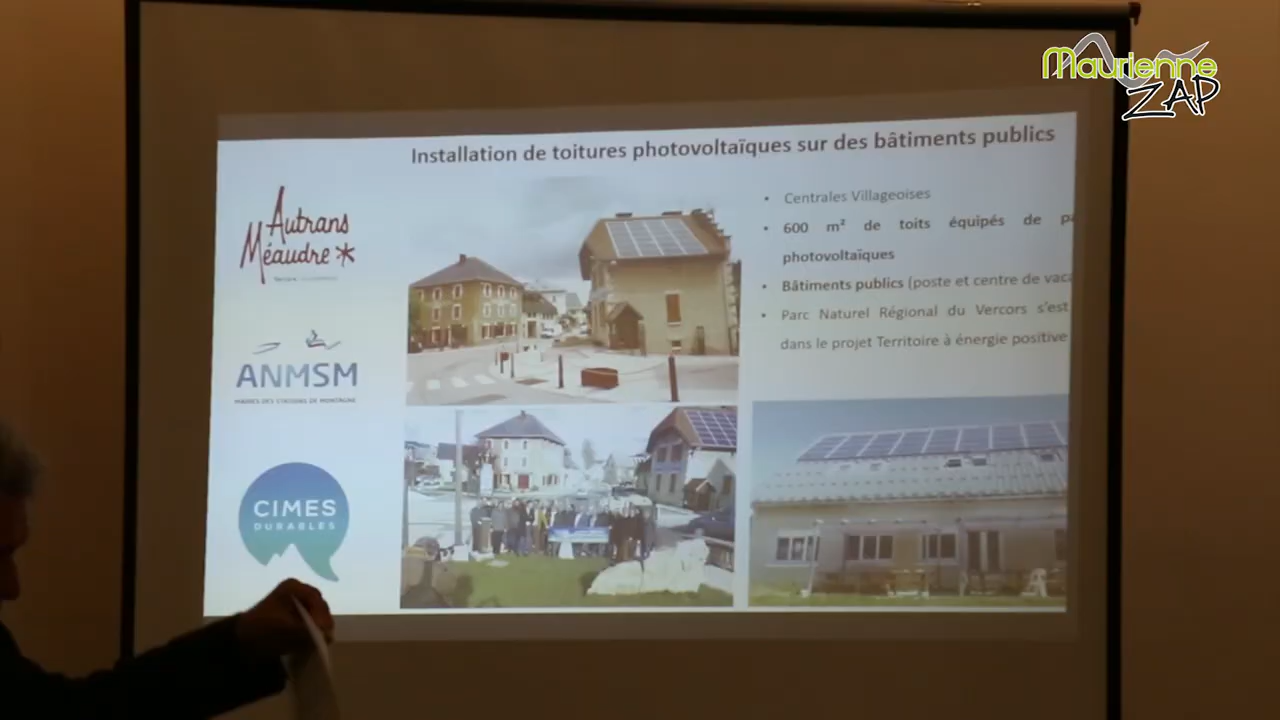 Maurienne
ZAP
Installation de toitures photovoltaïques sur des bâtiments publics
Autrans
Méaudre
• Centrales Villageoises
• 600 m² de toits équipés de
photovoltaïques
• Bâtiments publics (poste et centre de
• Parc Naturel Régional du Vercors s'est
dans le projet Territoire à énergie positive
ANMSM
MAIRES DES STATIONS DE MONTAGNE
CIMES
DURABLES